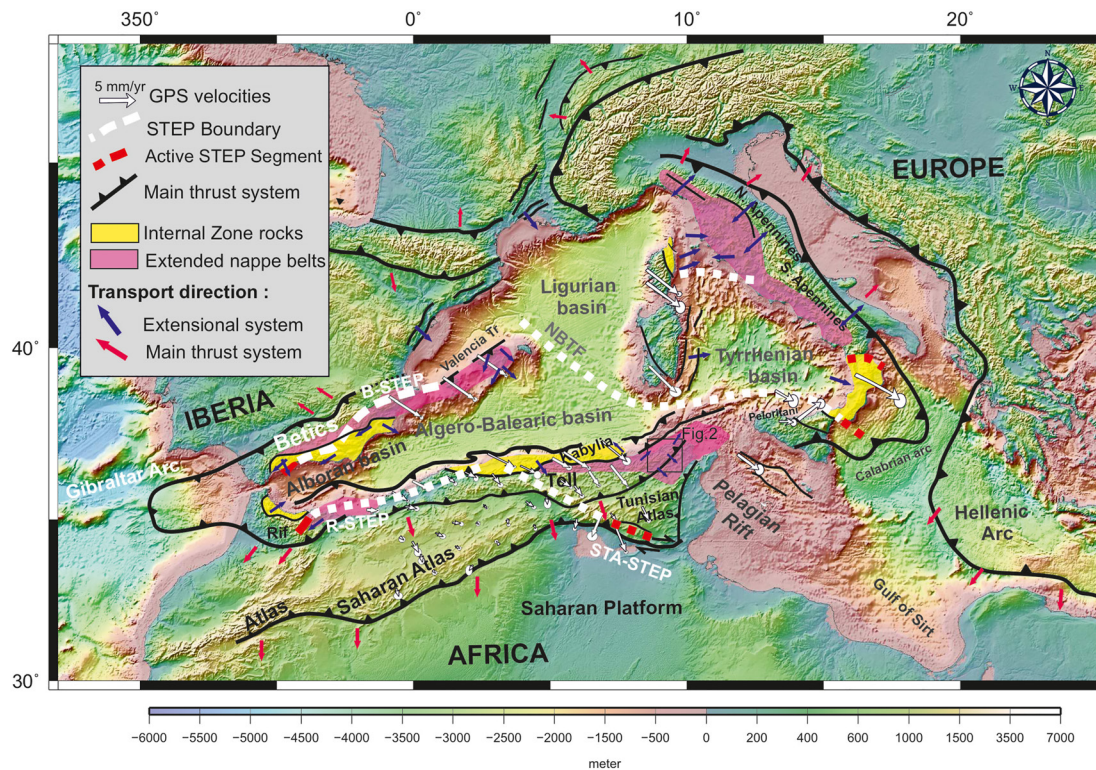 350°
0°
10°
20°
5 mm/yr
GPS velocities
STEP Boundary
Active STEP Segment
Main thrust system
Internal Zone rocks
Extended nappe belts
Transport direction :
Extensional system
Main thrust system
N
W
E
S
EUROPE
N-Apennines
S-Apennines
Ligurian
basin
NBTF
40°
Valencia Tr
Tyrrhenian
basin
IBERIA
B-STEP
Betics
Algero-Balearic basin
Peloritani
Fig.2
Kabylia
Calabrian arc
Gibraltar Arc
Alboran basin
Tell
Tunisian
Atlas
Pelagian
Rift
Hellenic
Arc
Rif
R-STEP
STA-STEP
Saharan Atlas
Atlas
Saharan Platform
Gulf of Sirt
AFRICA
30°
−6000 −5500 −5000 −4500 −4000 −3500 −3000 −2500 −2000 −1500 −1000 −500 0 200 400 600 1000 1500 3500 7000
meter